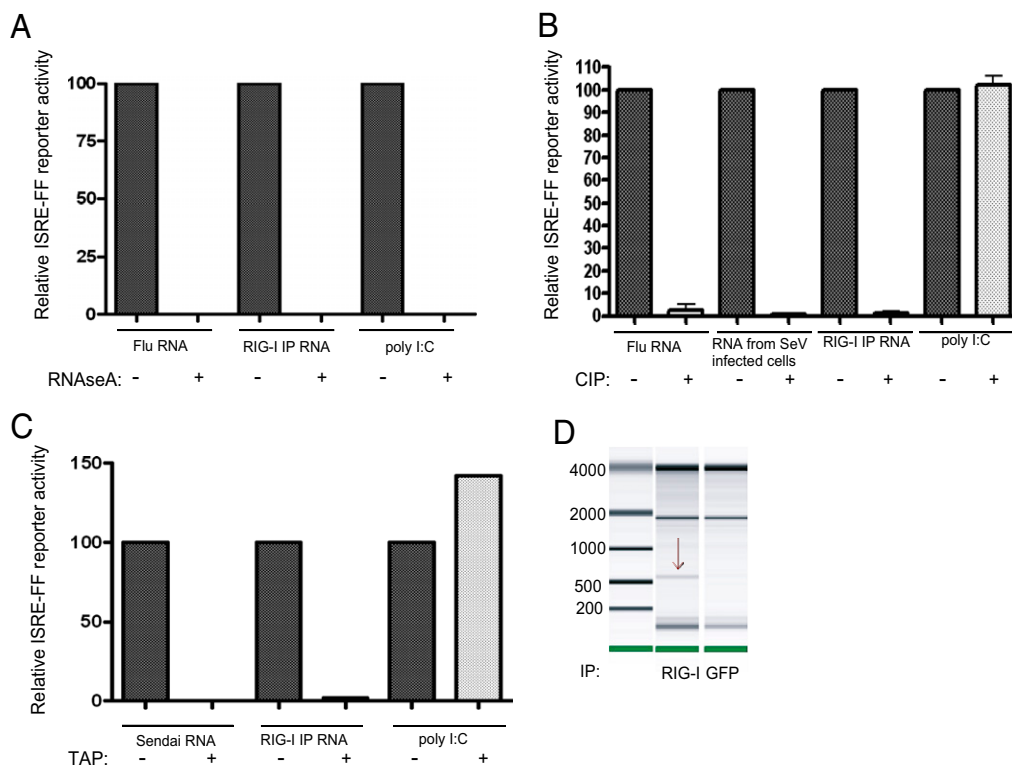 A
Relative ISRE-FF reporter activity
100
75
50
25
0
Flu RNA
RIG-I IP RNA
poly I:C
RNAseA: - + - + - +
B
Relative ISRE-FF reporter activity
110
100
90
80
70
60
50
40
30
20
10
0
Flu RNA
RNA from SeV
infected cells
RIG-I IP RNA
poly I:C
CIP: - + - + - + - +
C
Relative ISRE-FF reporter activity
150
100
50
0
Sendai RNA
RIG-I IP RNA
poly I:C
TAP: - + - + - +
D
4000
2000
1000
500
200
IP: RIG-I GFP